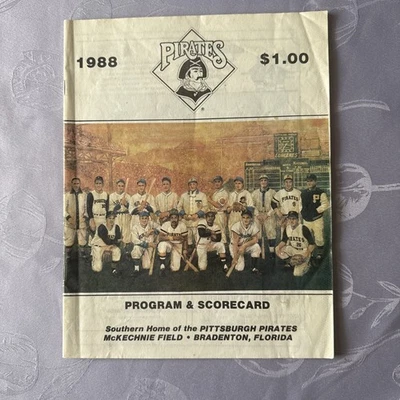 PIRATES
1988
$1.00
®
PROGRAM & SCORECARD
Southern Home of the PITTSBURGH PIRATES
McKECHNIE FIELD • BRADENTON, FLORIDA